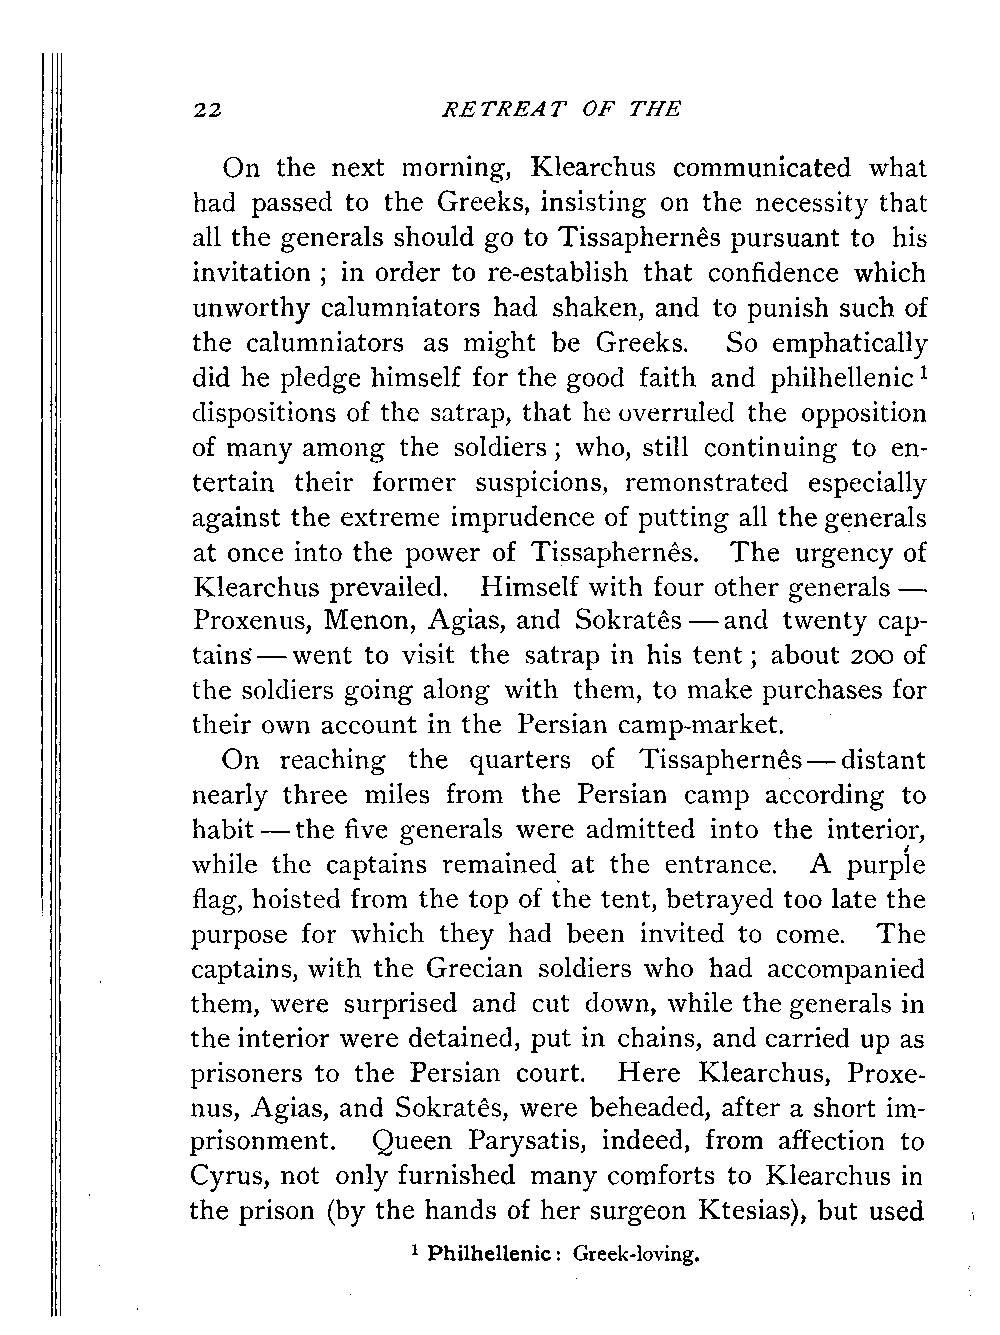 22 RETREAT OF THE
On the next morning, Klearchus communicated what
had passed to the Greeks, insisting on the necessity that
all the generals should go to Tissaphernês pursuant to his
invitation ; in order to re-establish that confidence which
unworthy calumniators had shaken, and to punish such of
the calumniators as might be Greeks. So emphatically
did he pledge himself for the good faith and philhellenic ¹
dispositions of the satrap, that he overruled the opposition
of many among the soldiers ; who, still continuing to en-
tertain their former suspicions, remonstrated especially
against the extreme imprudence of putting all the generals
at once into the power of Tissaphernês. The urgency of
Klearchus prevailed. Himself with four other generals —
Proxenus, Menon, Agias, and Sokratês — and twenty cap-
tains — went to visit the satrap in his tent ; about 200 of
the soldiers going along with them, to make purchases for
their own account in the Persian camp-market.
On reaching the quarters of Tissaphernês — distant
nearly three miles from the Persian camp according to
habit — the five generals were admitted into the interior,
while the captains remained at the entrance. A purple
flag, hoisted from the top of the tent, betrayed too late the
purpose for which they had been invited to come. The
captains, with the Grecian soldiers who had accompanied
them, were surprised and cut down, while the generals in
the interior were detained, put in chains, and carried up as
prisoners to the Persian court. Here Klearchus, Proxe-
nus, Agias, and Sokratês, were beheaded, after a short im-
prisonment. Queen Parysatis, indeed, from affection to
Cyrus, not only furnished many comforts to Klearchus in
the prison (by the hands of her surgeon Ktesias), but used
¹ Philhellenic : Greek-loving.